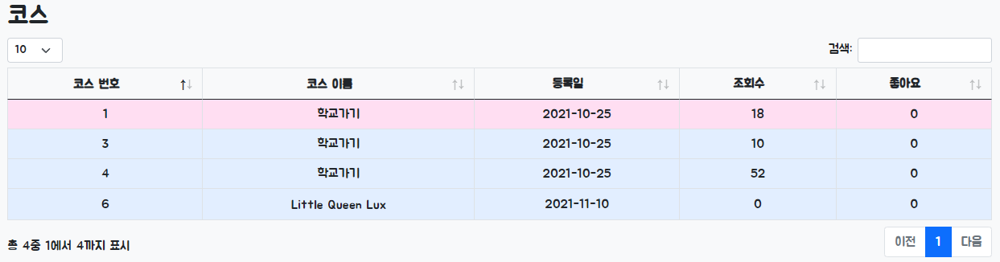 코스
10 검색:
코스 번호 코스 이름 등록일 조회수 좋아요
1 학교가기 2021-10-25 18 0
3 학교가기 2021-10-25 10 0
4 학교가기 2021-10-25 52 0
6 Little Queen Lux 2021-11-10 0 0
총 4중 1에서 4까지 표시 이전 1 다음